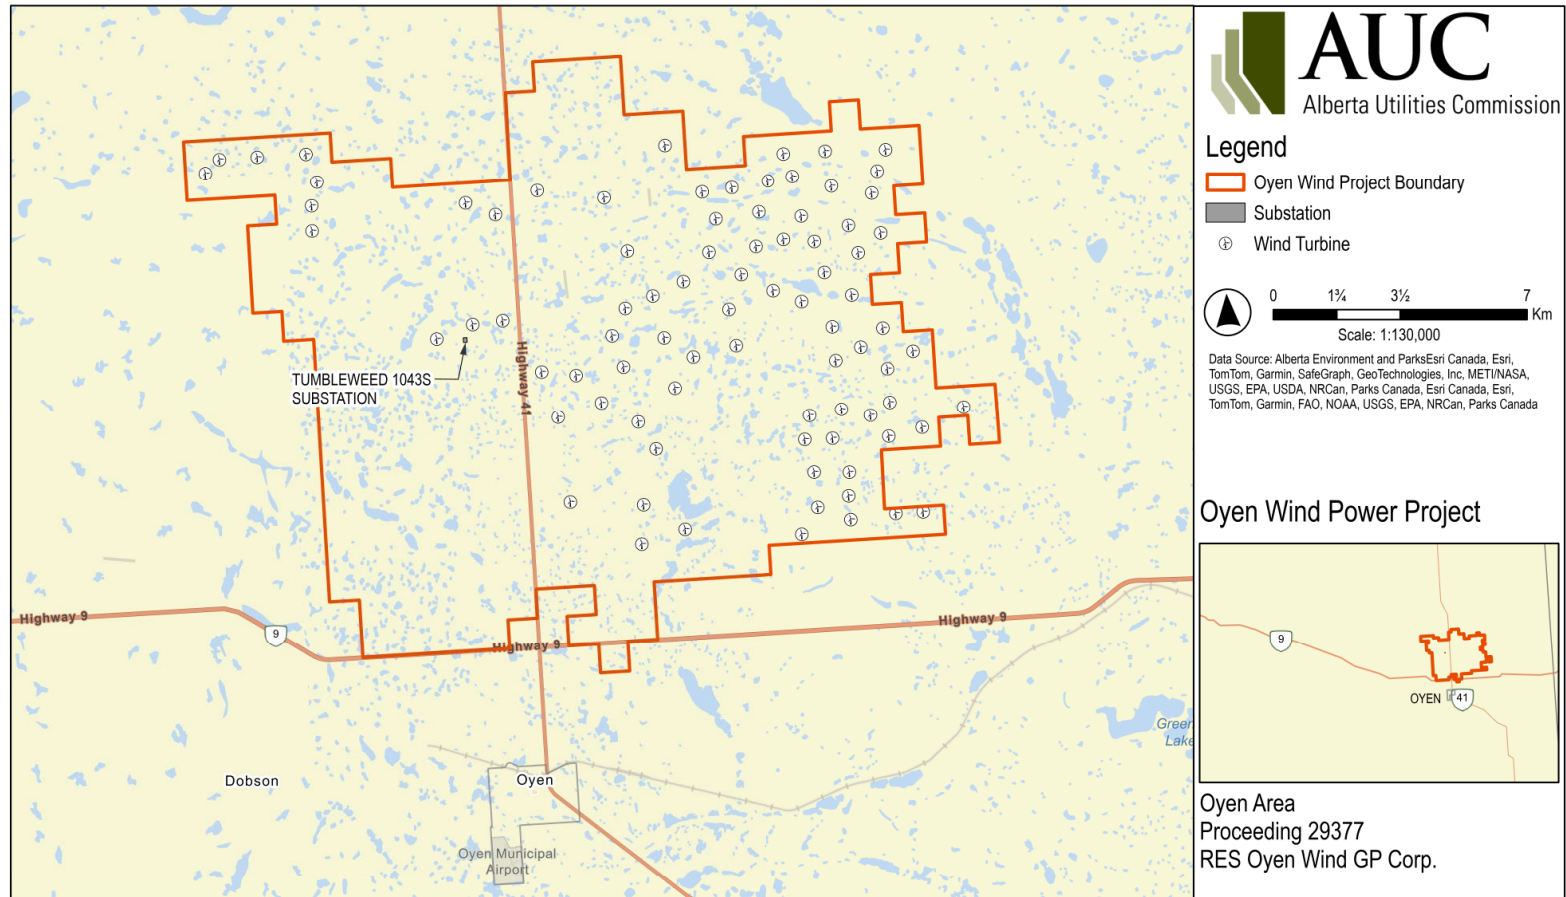 Highway 41
TUMBLEWEED 1043S
SUBSTATION
Highway 9
9
Highway 9
Highway 9
Green
Lake
Dobson
Oyen
Oyen Municipal
Airport
AUC
Alberta Utilities Commission
Legend
Oyen Wind Project Boundary
Substation
Wind Turbine
0 1¾ 3½ 7
Km
Scale: 1:130,000
Data Source: Alberta Environment and ParksEsri Canada, Esri,
TomTom, Garmin, SafeGraph, GeoTechnologies, Inc, METI/NASA,
USGS, EPA, USDA, NRCan, Parks Canada, Esri Canada, Esri,
TomTom, Garmin, FAO, NOAA, USGS, EPA, NRCan, Parks Canada
Oyen Wind Power Project
9
OYEN
41
Oyen Area
Proceeding 29377
RES Oyen Wind GP Corp.